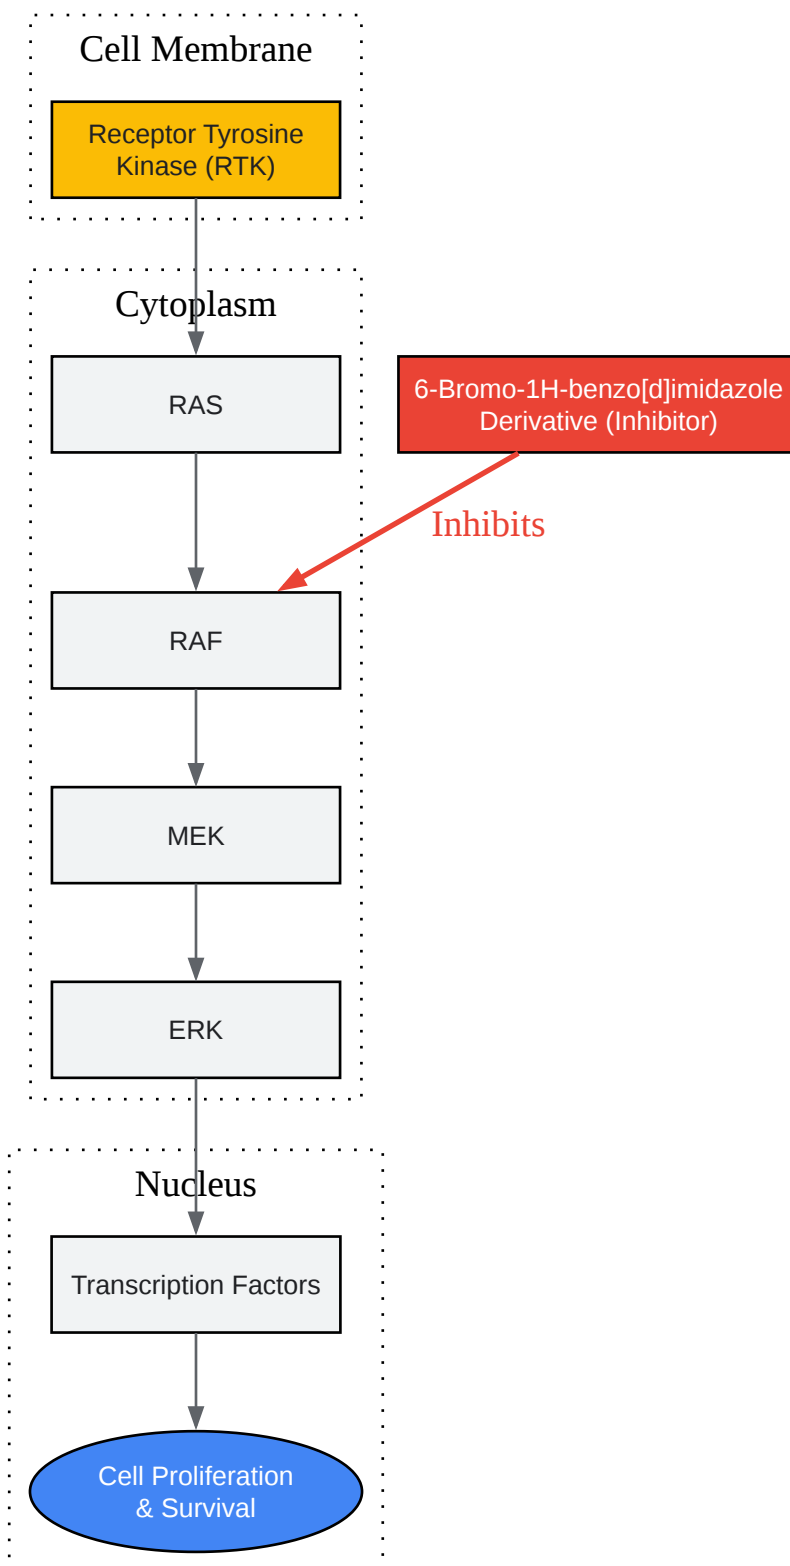 Cell Membrane
Receptor Tyrosine
Kinase (RTK)
Cytoplasm
RAS
6-Bromo-1H-benzo[d]imidazole
Derivative (Inhibitor)
Inhibits
RAF
MEK
ERK
Nucleus
Transcription Factors
Cell Proliferation
& Survival